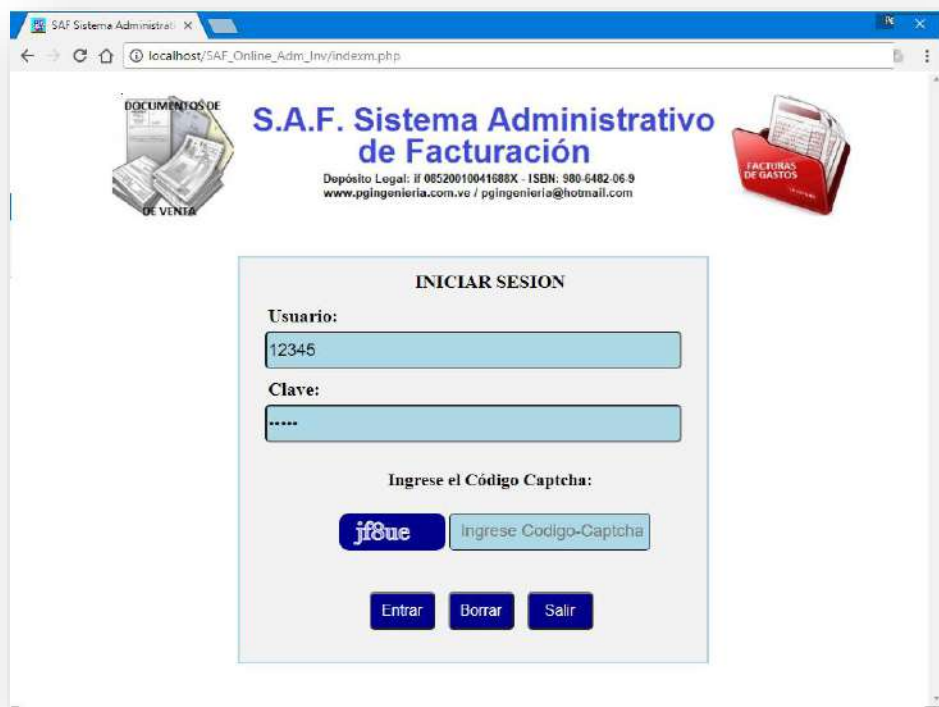 SAF Sistema Administrati
localhost/SAF_Online_Adm_Inv/indexm.php
DOCUMENTOS DE
DE VENTA
S.A.F. Sistema Administrativo
de Facturación
Depósito Legal: if 08520010041688X - ISBN: 980-6482-06-9
www.pgingenieria.com.ve / pgingenieria@hotmail.com
FACTURAS
DE GASTOS
INICIAR SESION
Usuario:
12345
Clave:
•••••
Ingrese el Código Captcha:
jf8ue
Ingrese Codigo-Captcha
Entrar
Borrar
Salir